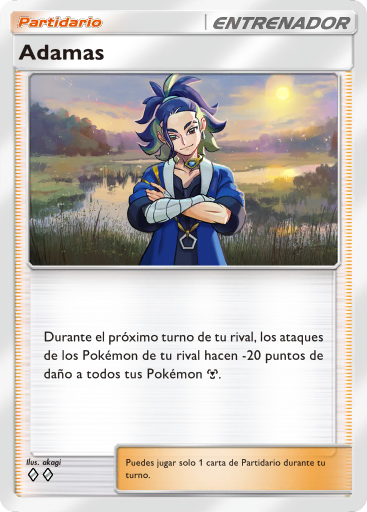 Partidario
ENTRENADOR
Adamas
Durante el próximo turno de tu rival, los ataques
de los Pokémon de tu rival hacen -20 puntos de
daño a todos tus Pokémon.
Ilus. akagi
Puedes jugar solo 1 carta de Partidario durante tu
turno.